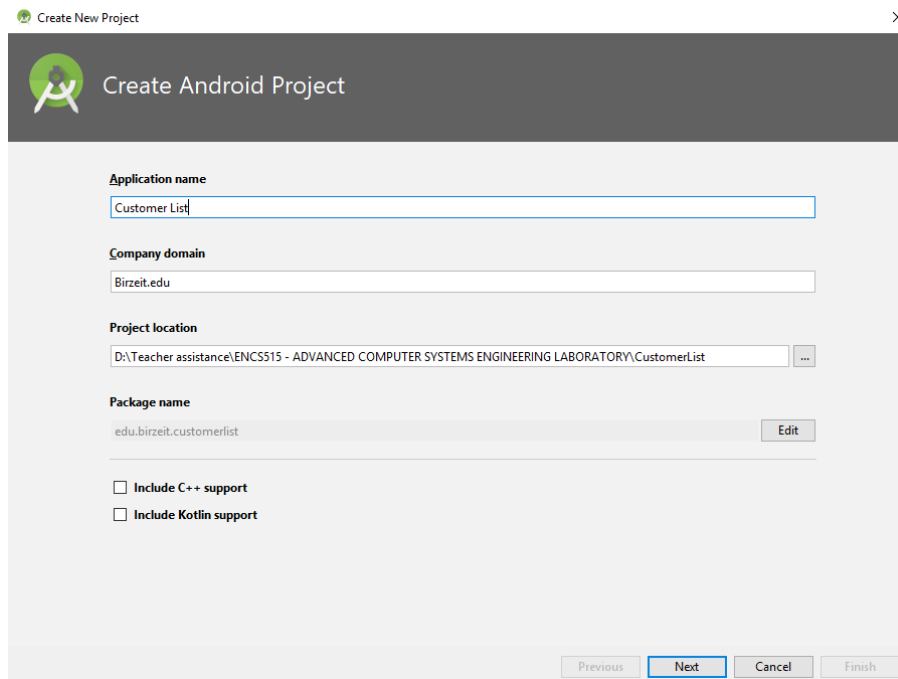 Create New Project
Create Android Project
Application name
Customer List
Company domain
Birzeit.edu
Project location
D:\Teacher assistance\ENCS515 - ADVANCED COMPUTER SYSTEMS ENGINEERING LABORATORY\CustomerList
...
Package name
edu.birzeit.customerlist
Edit
Include C++ support
Include Kotlin support
Previous Next Cancel Finish